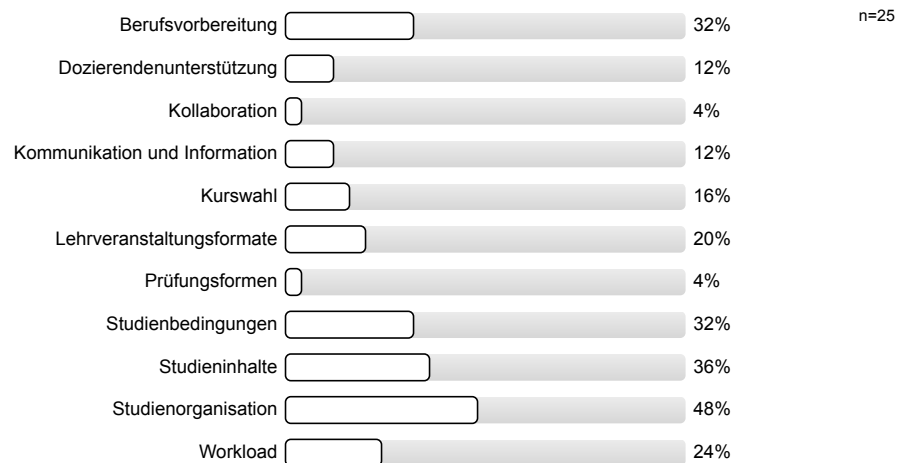 Berufsvorbereitung 32% n=25
Dozierendenunterstützung 12%
Kollaboration 4%
Kommunikation und Information 12%
Kurswahl 16%
Lehrveranstaltungsformate 20%
Prüfungsformen 4%
Studienbedingungen 32%
Studieninhalte 36%
Studienorganisation 48%
Workload 24%